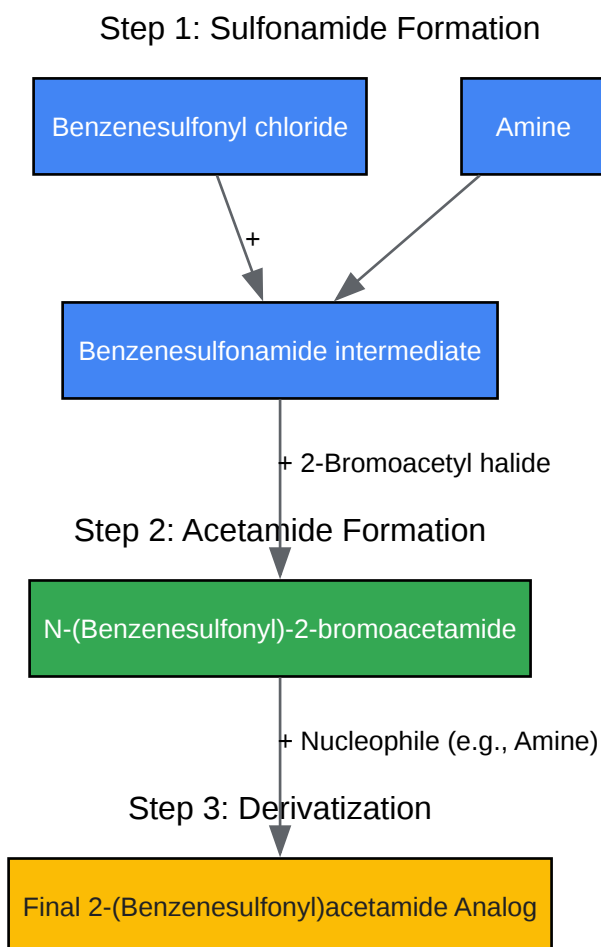 Step 1: Sulfonamide Formation
Benzenesulfonyl chloride
Amine
+
Benzenesulfonamide intermediate
+ 2-Bromoacetyl halide
Step 2: Acetamide Formation
N-(Benzenesulfonyl)-2-bromoacetamide
+ Nucleophile (e.g., Amine)
Step 3: Derivatization
Final 2-(Benzenesulfonyl)acetamide Analog